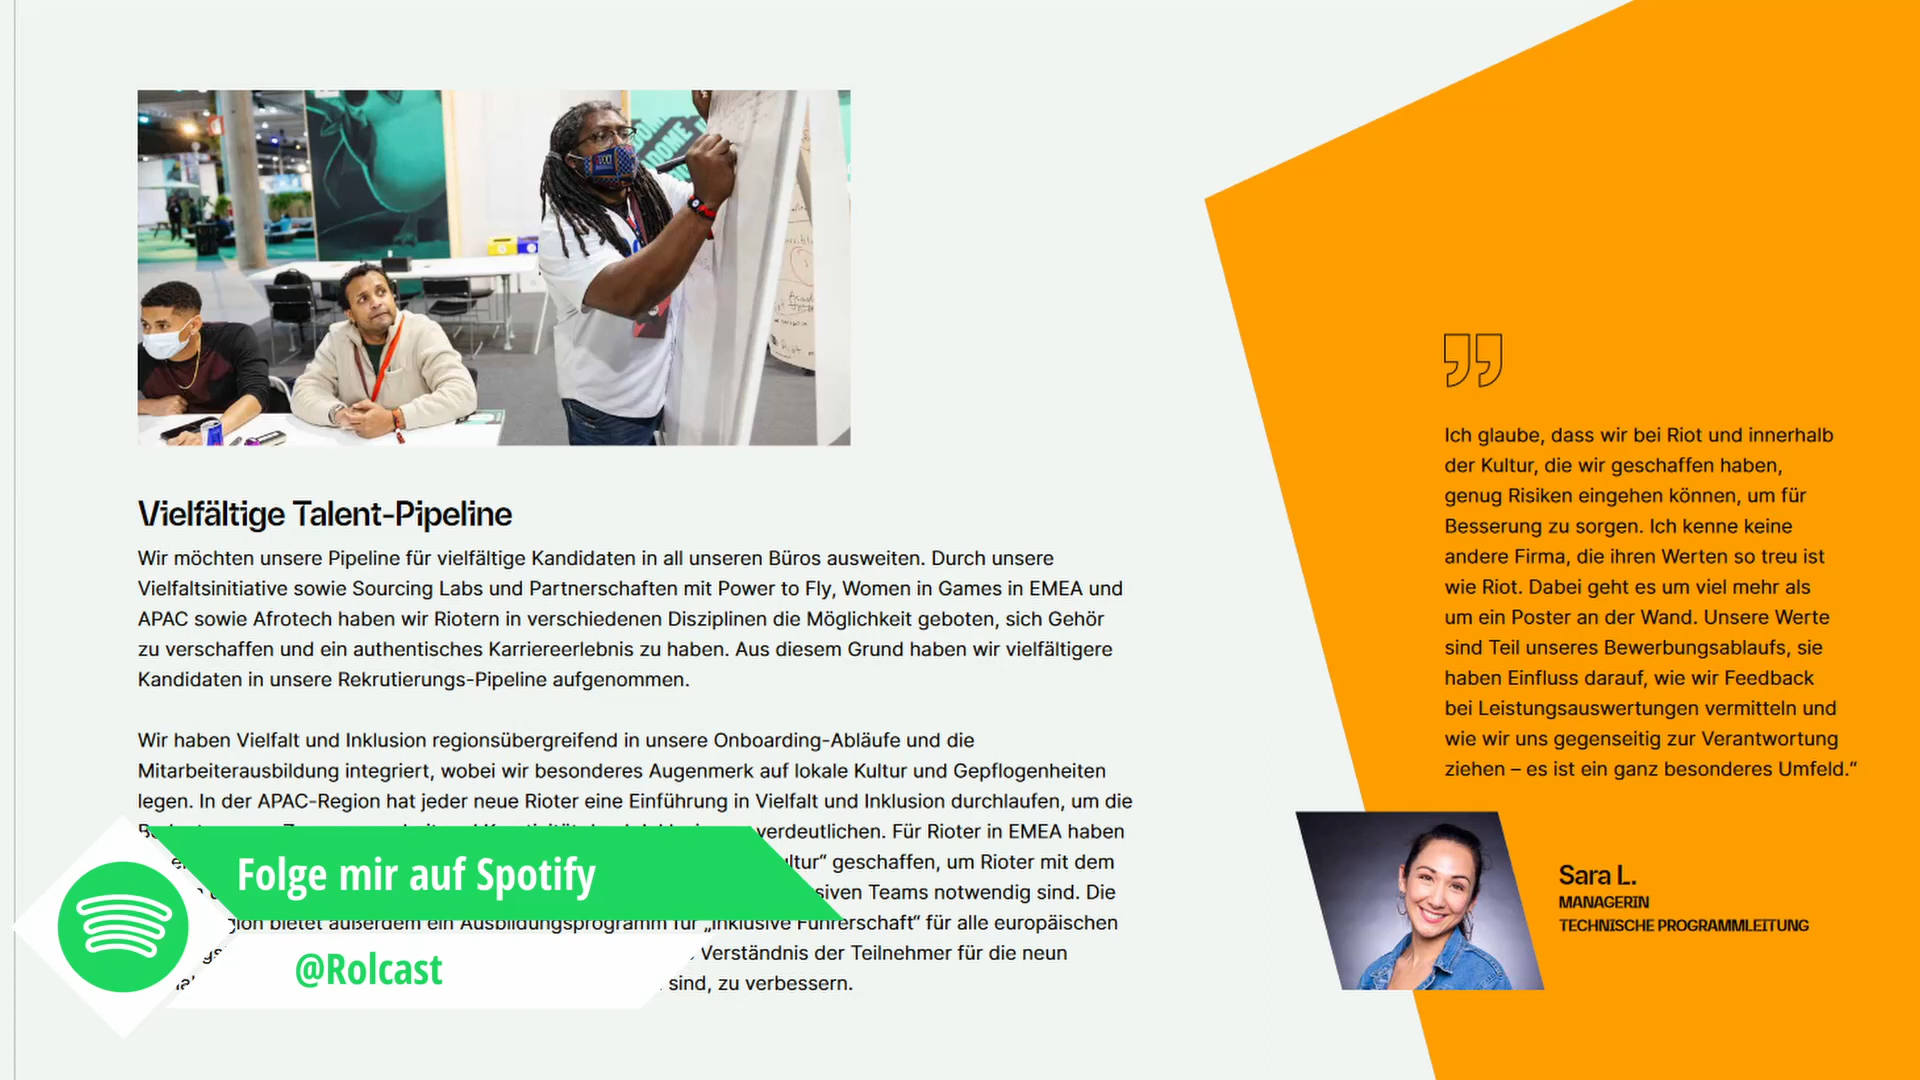 Vielfältige Talent-Pipeline
Wir möchten unsere Pipeline für vielfältige Kandidaten in all unseren Büros ausweiten. Durch unsere
Vielfaltsinitiative sowie Sourcing Labs und Partnerschaften mit Power to Fly, Women in Games in EMEA und
APAC sowie Afrotech haben wir Riotern in verschiedenen Disziplinen die Möglichkeit geboten, sich Gehör
zu verschaffen und ein authentisches Karriereerlebnis zu haben. Aus diesem Grund haben wir vielfältigere
Kandidaten in unsere Rekrutierungs-Pipeline aufgenommen.
Wir haben Vielfalt und Inklusion regionsübergreifend in unsere Onboarding-Abläufe und die
Mitarbeiterausbildung integriert, wobei wir besonderes Augenmerk auf lokale Kultur und Gepflogenheiten
legen. In der APAC-Region hat jeder neue Rioter eine Einführung in Vielfalt und Inklusion durchlaufen, um die
verdeutlichen. Für Rioter in EMEA haben
geschaffen, um Rioter mit dem
Teams notwendig sind. Die
bietet außerdem ein Ausbildungsprogramm für „Inklusive Führerschaft“ für alle europäischen
Verständnis der Teilnehmer für die neun
sind, zu verbessern.
Folge mir auf Spotify
@Rolcast
Ich glaube, dass wir bei Riot und innerhalb
der Kultur, die wir geschaffen haben,
genug Risiken eingehen können, um für
Besserung zu sorgen. Ich kenne keine
andere Firma, die ihren Werten so treu ist
wie Riot. Dabei geht es um viel mehr als
um ein Poster an der Wand. Unsere Werte
sind Teil unseres Bewerbungsablaufs, sie
haben Einfluss darauf, wie wir Feedback
bei Leistungsauswertungen vermitteln und
wie wir uns gegenseitig zur Verantwortung
ziehen – es ist ein ganz besonderes Umfeld.“
Sara L.
MANAGERIN
TECHNISCHE PROGRAMMLEITUNG